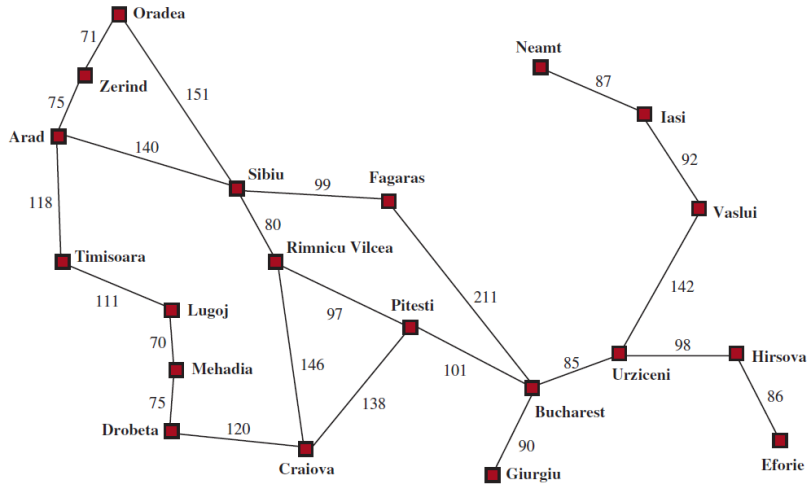 Oradea
71
Neamt
Zerind
87
151
75
Iasi
Arad
140
92
Sibiu
99
Fagaras
118
Vaslui
80
Timisoara
Rimnicu Vilcea
142
111
Lugoj
Pitesti
211
97
70
98
Hirsova
Mehadia
146
101
85
Urziceni
86
75
138
Bucharest
Drobeta
120
90
Craiova
Giurgiu
Eforie